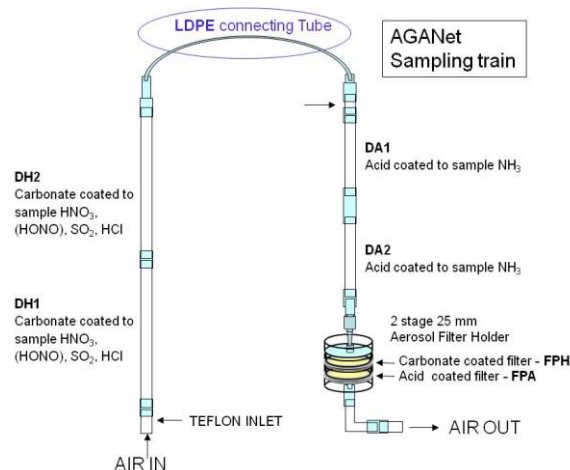 LDPE connecting Tube
AGANet
Sampling train
DH2
Carbonate coated to
sample HNO₃,
(HONO), SO₂, HCl
DH1
Carbonate coated to
sample HNO₃,
(HONO), SO₂, HCl
TEFLON INLET
AIR IN
DA1
Acid coated to sample NH₃
DA2
Acid coated to sample NH₃
2 stage 25 mm
Aerosol Filter Holder
Carbonate coated filter - FPH
Acid coated filter - FPA
AIR OUT